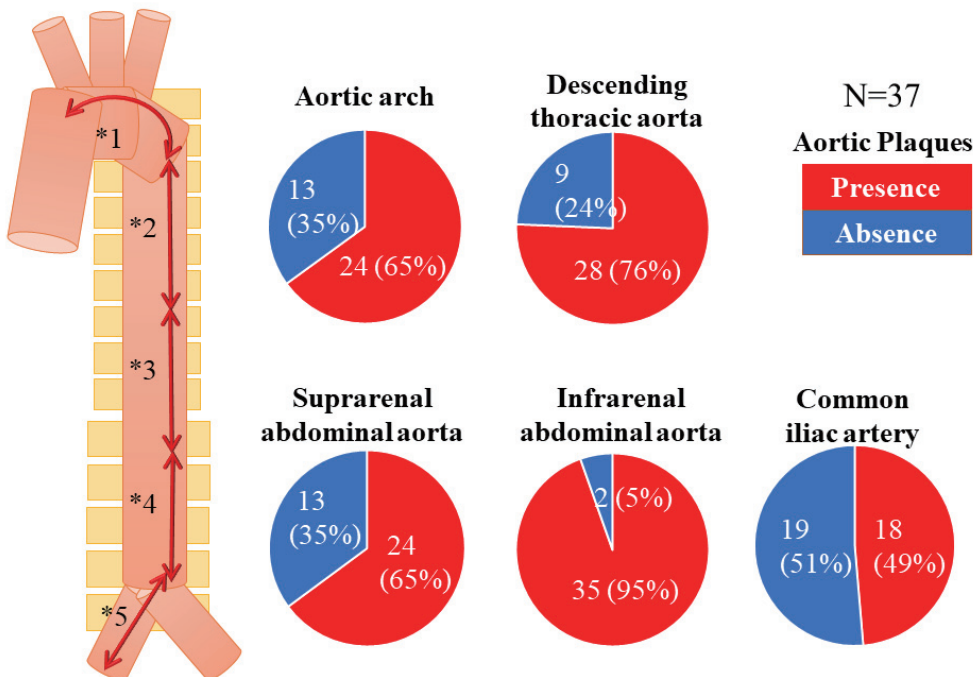 *1
*2
*3
*4
*5
Aortic arch
13
(35%)
24 (65%)
Descending
thoracic aorta
9
(24%)
28 (76%)
N=37
Aortic Plaques
Presence
Absence
Suprarenal
abdominal aorta
13
(35%)
24
(65%)
Infrarenal
abdominal aorta
2 (5%)
35 (95%)
Common
iliac artery
19
(51%)
18
(49%)